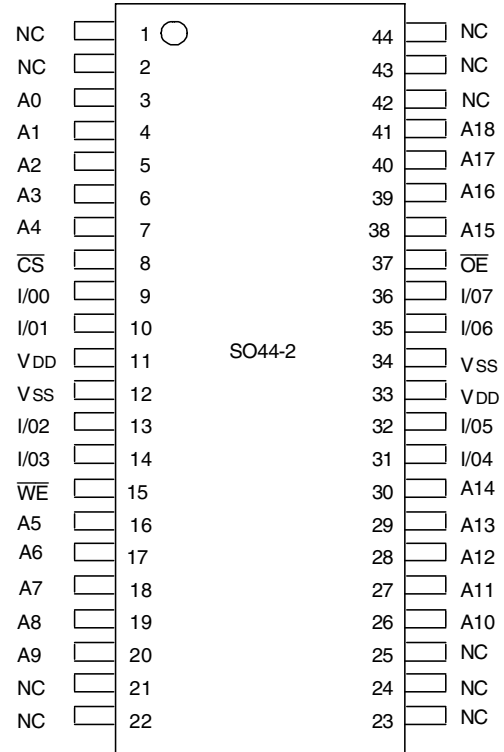 NC 1 44 NC
NC 2 43 NC
A0 3 42 NC
A1 4 41 A18
A2 5 40 A17
A3 6 39 A16
A4 7 38 A15
C̅S̅ 8 37 O̅E̅
I/00 9 36 I/07
I/01 10 35 I/06
SO44-2
VDD 11 34 VSS
VSS 12 33 VDD
I/02 13 32 I/05
I/03 14 31 I/04
W̅E̅ 15 30 A14
A5 16 29 A13
A6 17 28 A12
A7 18 27 A11
A8 19 26 A10
A9 20 25 NC
NC 21 24 NC
NC 22 23 NC